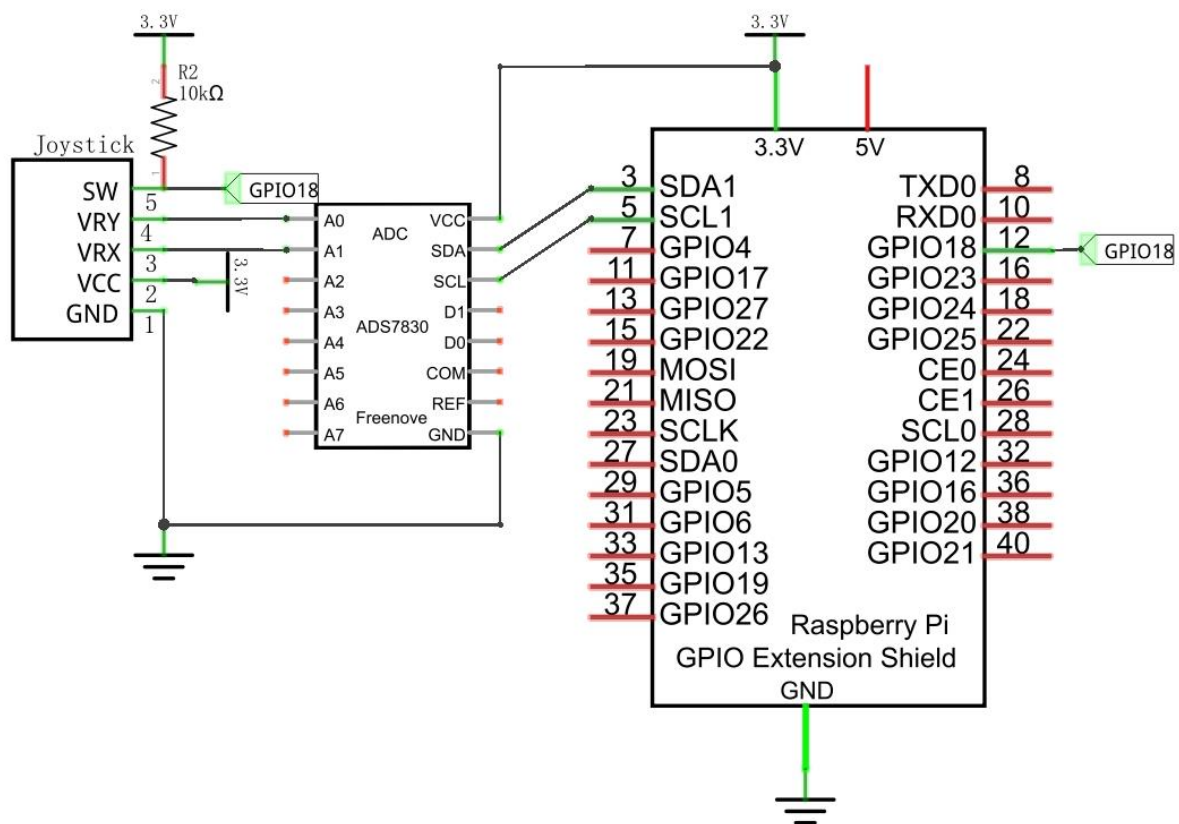 3.3V
R2
10kΩ
2
1
Joystick
SW 5
VRY 4
VRX 3
VCC 2
GND 1
GPIO18
3.3V
ADC
ADS7830
Freenove
A0 VCC
A1 SDA
A2 SCL
A3 D1
A4 D0
A5 COM
A6 REF
A7 GND
3.3V
3.3V 5V
3 SDA1 TXD0 8
5 SCL1 RXD0 10
7 GPIO4 GPIO18 12 GPIO18
11 GPIO17 GPIO23 16
13 GPIO27 GPIO24 18
15 GPIO22 GPIO25 22
19 MOSI CE0 24
21 MISO CE1 26
23 SCLK SCL0 28
27 SDA0 GPIO12 32
29 GPIO5 GPIO16 36
31 GPIO6 GPIO20 38
33 GPIO13 GPIO21 40
35 GPIO19
37 GPIO26
Raspberry Pi
GPIO Extension Shield
GND